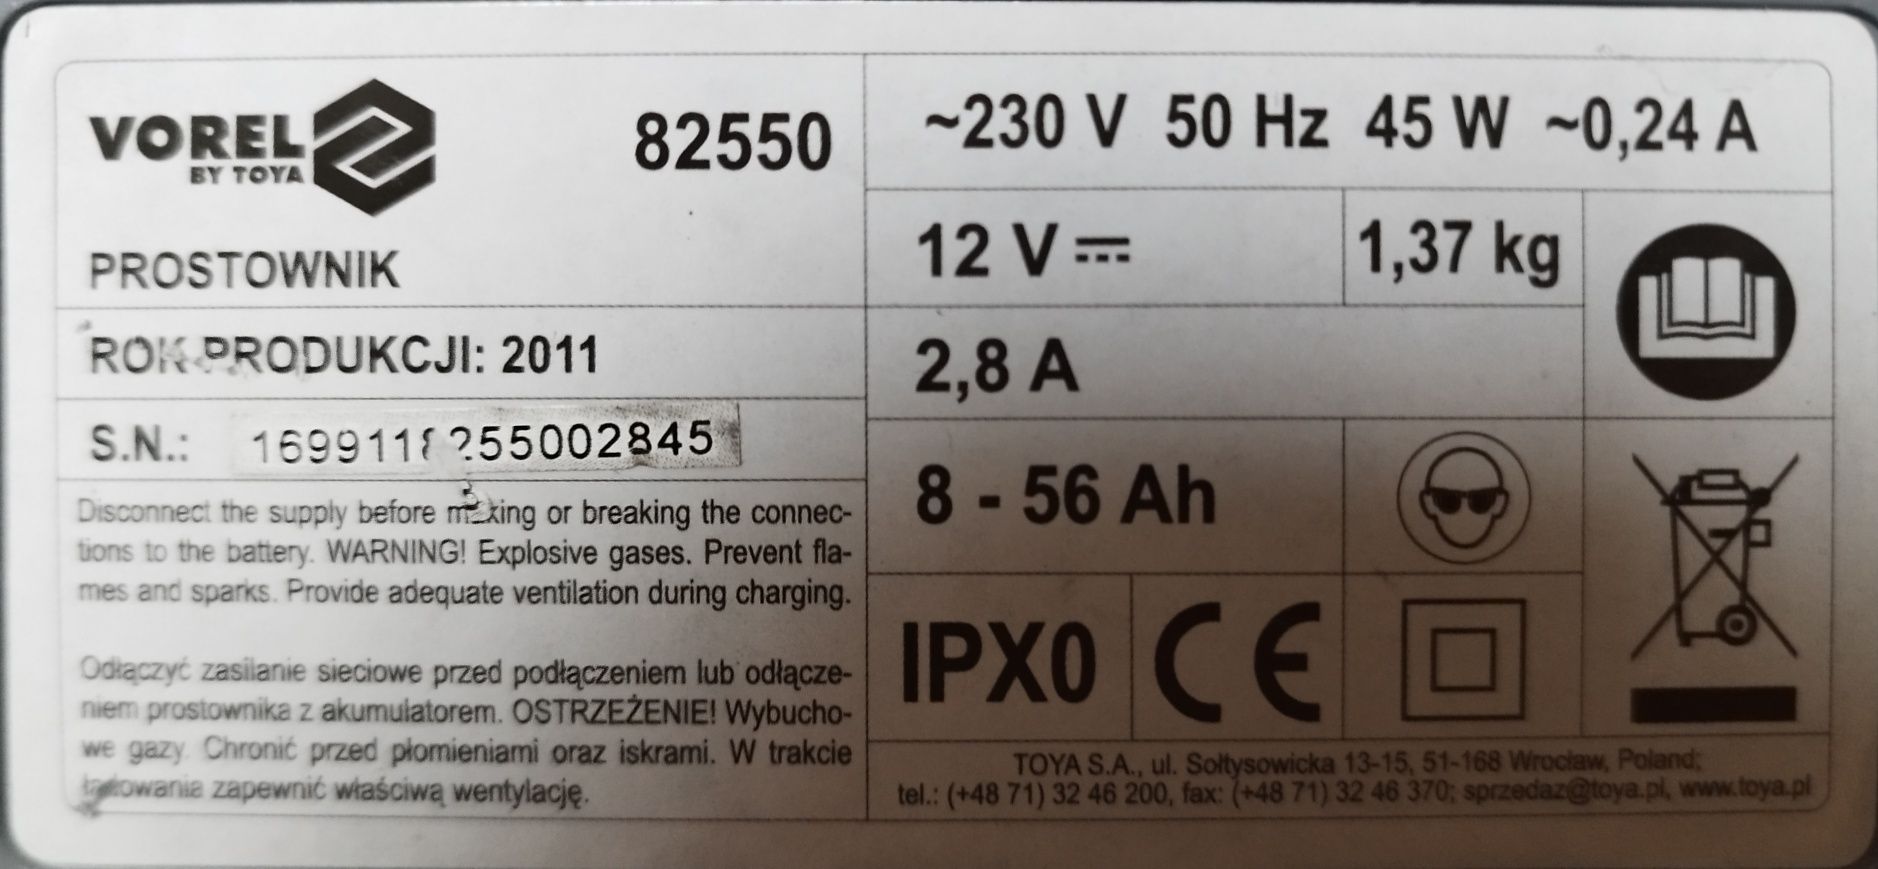 VOREL
BY TOYA
82550
PROSTOWNIK
ROK PRODUKCJI: 2011
S.N.:
Disconnect the supply before making or breaking the connec-
tions to the battery. WARNING! Explosive gases. Prevent fla-
mes and sparks. Provide adequate ventilation during charging.
Odłączyć zasilanie sieciowe przed podłączeniem lub odłącze-
niem prostownika z akumulatorem. OSTRZEŻENIE! Wybucho-
we gazy. Chronić przed płomieniami oraz iskrami. W trakcie
ładowania zapewnić właściwą wentylację.
~230 V 50 Hz 45 W ~0,24 A
12 V ⎓
1,37 kg
2,8 A
8 - 56 Ah
IPX0
CE
TOYA S.A., ul. Sołtysowicka 13-15, 51-168 Wrocław, Poland;
tel.: (+48 71) 32 46 200, fax: (+48 71) 32 46 370; sprzedaz@toya.pl, www.toya.pl